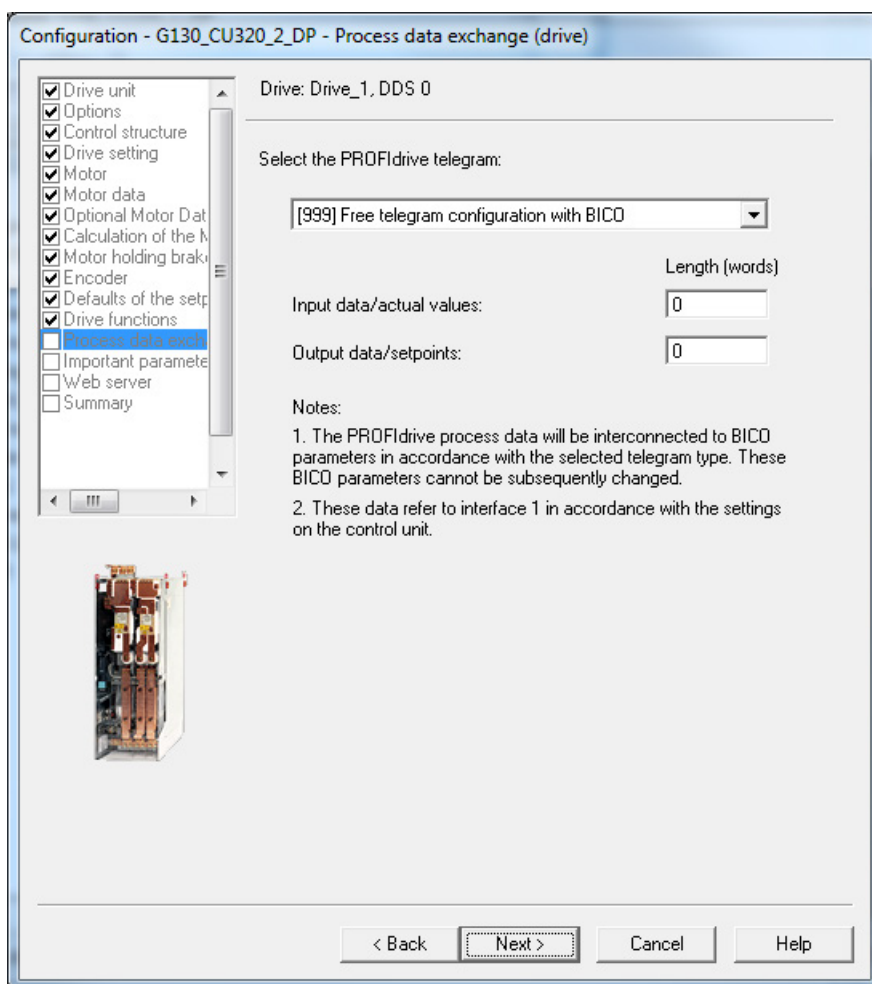 Configuration - G130_CU320_2_DP - Process data exchange (drive)
Drive unit
Options
Control structure
Drive setting
Motor
Motor data
Optional Motor Dat
Calculation of the M
Motor holding brak
Encoder
Defaults of the setp
Drive functions
Process data exch
Important paramete
Web server
Summary
Drive: Drive_1, DDS 0
Select the PROFIdrive telegram:
[999] Free telegram configuration with BICO
Length (words)
Input data/actual values:
0
Output data/setpoints:
0
Notes:
1. The PROFIdrive process data will be interconnected to BICO
parameters in accordance with the selected telegram type. These
BICO parameters cannot be subsequently changed.
2. These data refer to interface 1 in accordance with the settings
on the control unit.
< Back
Next >
Cancel
Help